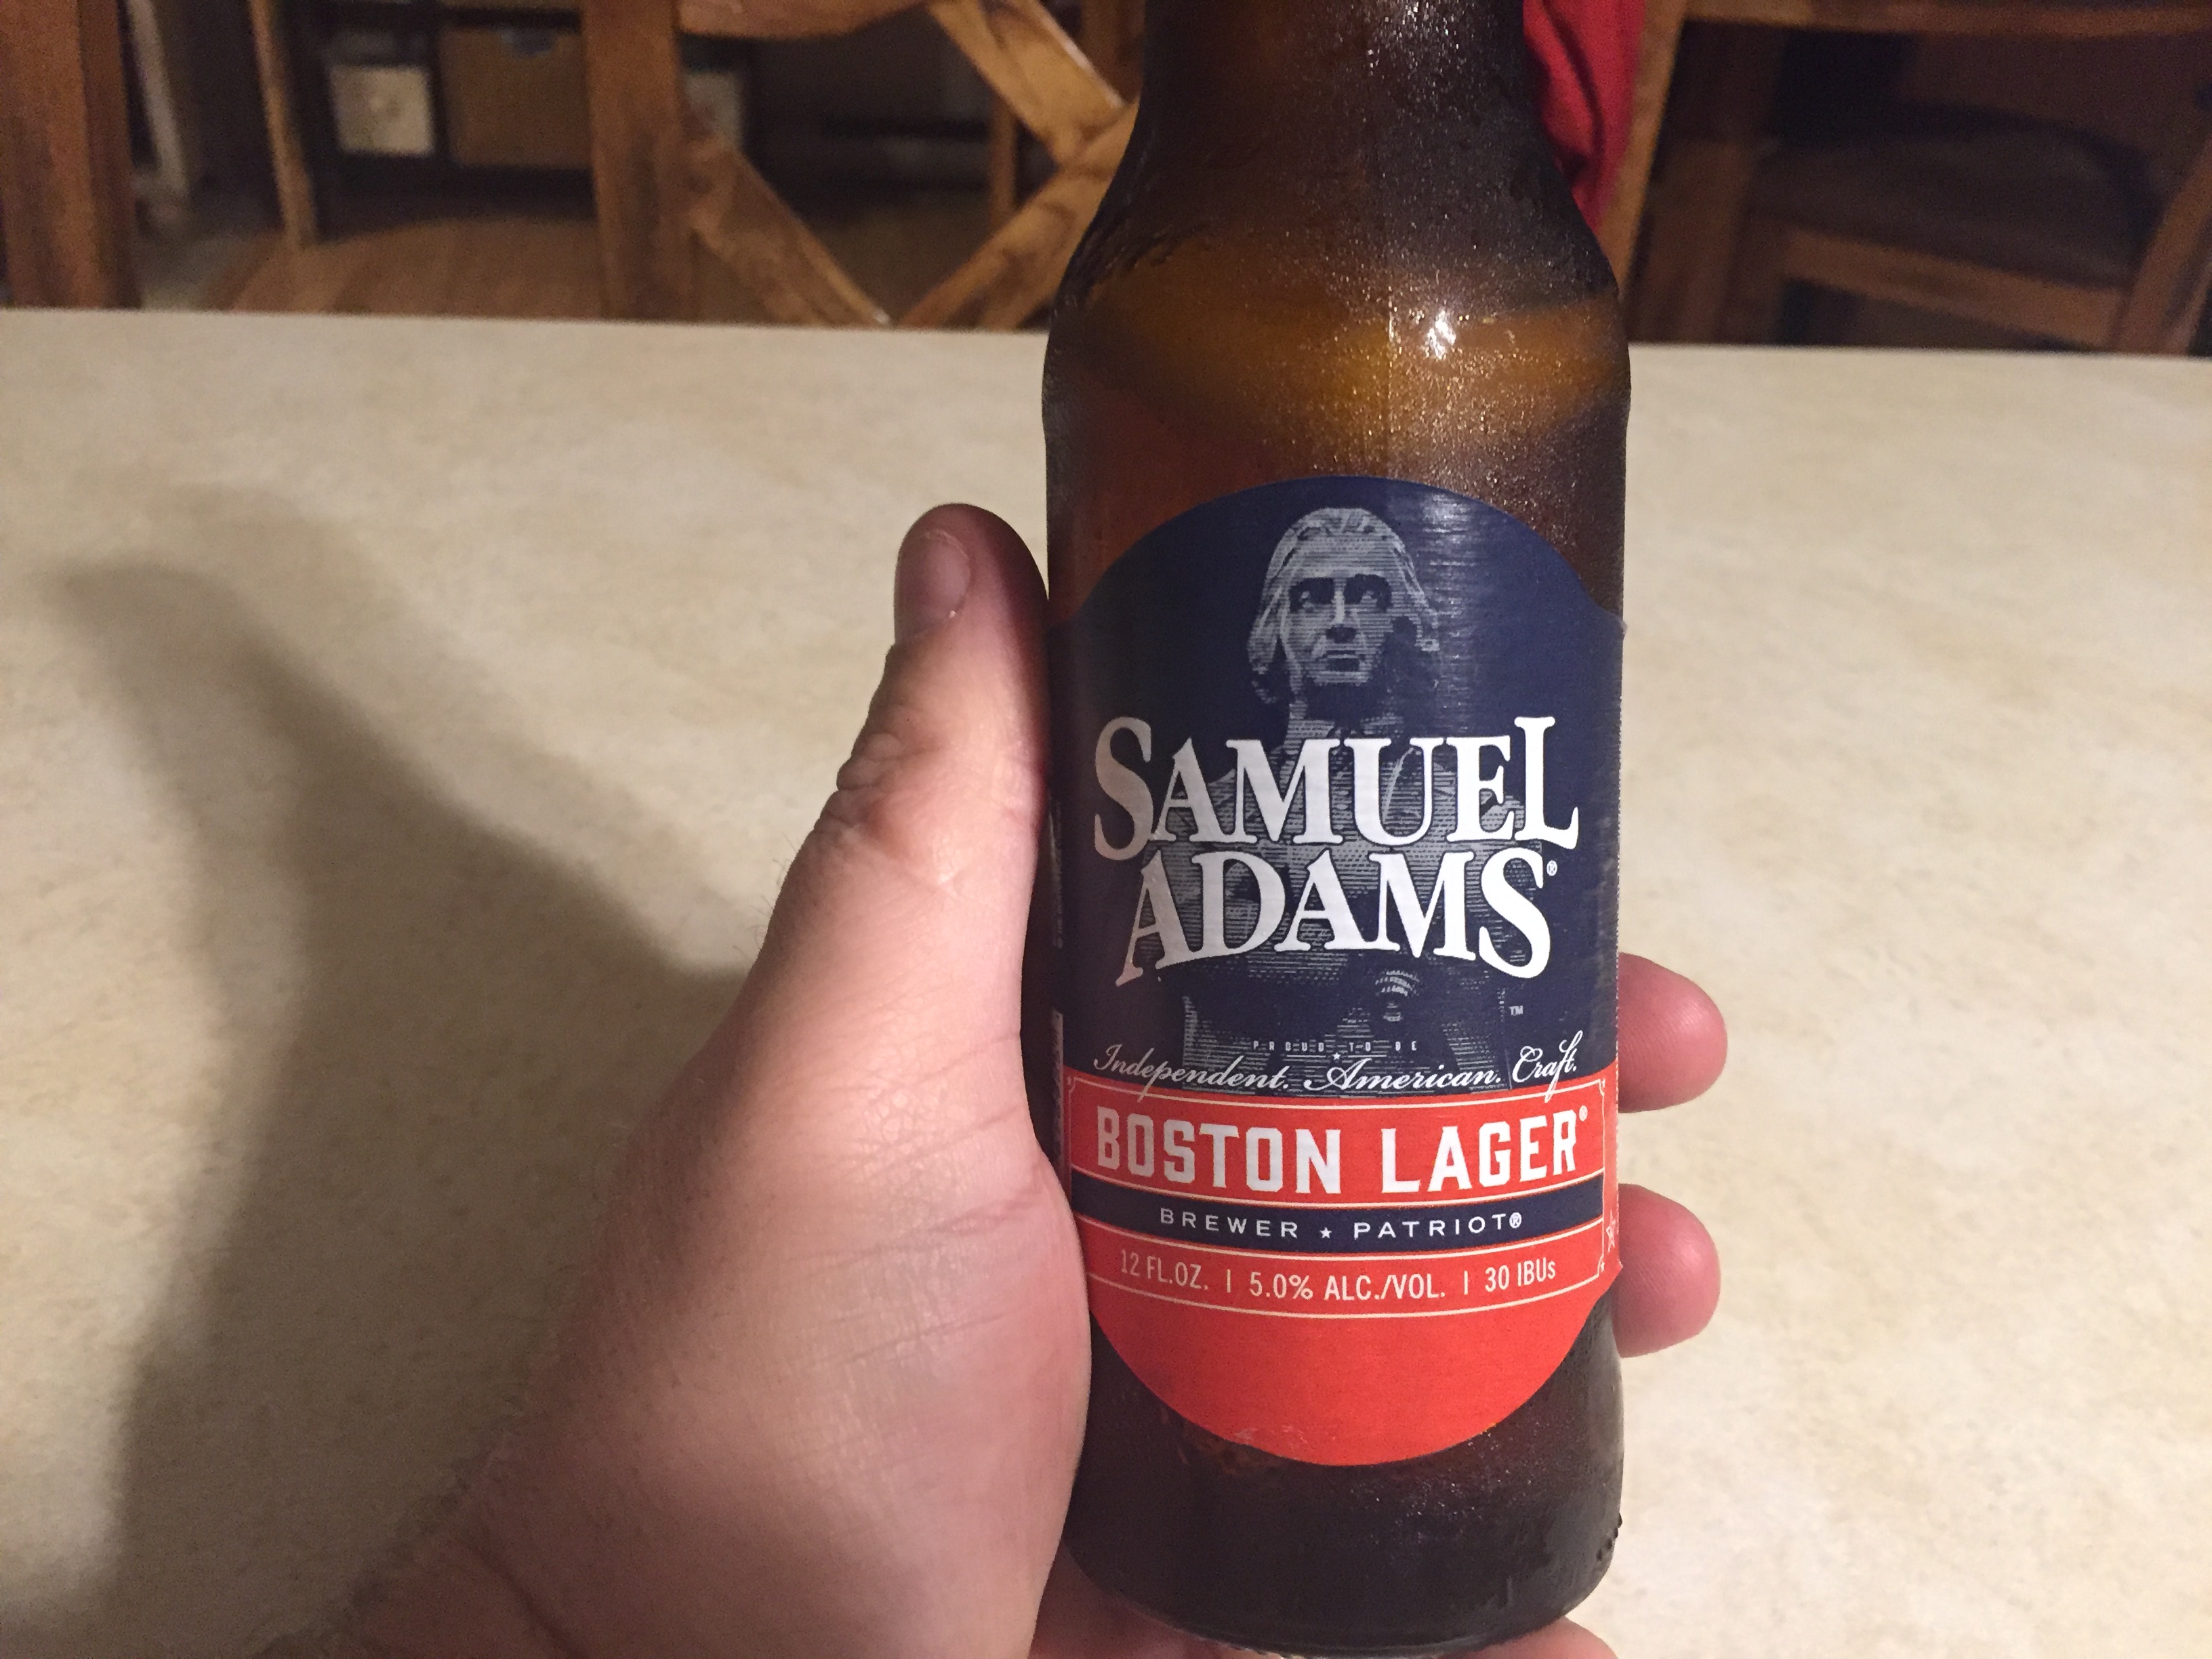 SAMUEL
ADAMS®
™
PROUD TO BE
Independent. American. Craft.
BOSTON LAGER®
BREWER ★ PATRIOT®
12 FL.OZ. | 5.0% ALC./VOL. | 30 IBUs